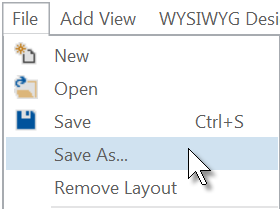 File Add View WYSIWYG Desi
New
Open
Save Ctrl+S
Save As...
Remove Layout